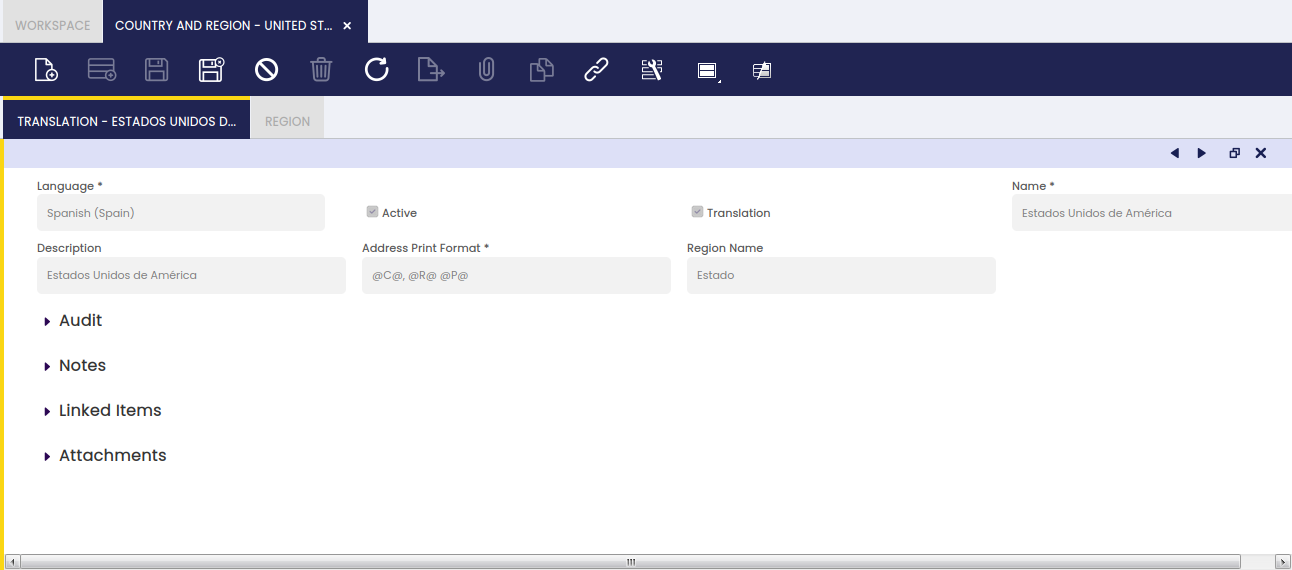 WORKSPACE
COUNTRY AND REGION - UNITED ST...
TRANSLATION - ESTADOS UNIDOS D...
REGION
Language *
Name *
Spanish (Spain)
Active
Translation
Estados Unidos de América
Description
Address Print Format *
Region Name
Estados Unidos de América
@C@, @R@ @P@
Estado
Audit
Notes
Linked Items
Attachments